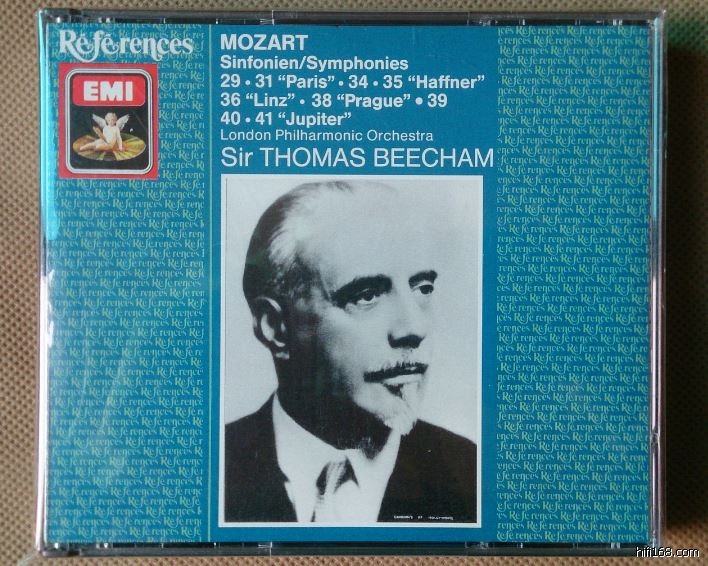 Références
EMI
MOZART
Sinfonien/Symphonies
29 · 31 "Paris" · 34 · 35 "Haffner"
36 "Linz" · 38 "Prague" • 39
40 · 41 "Jupiter"
London Philharmonic Orchestra
Sir THOMAS BEECHAM
hifi168.com